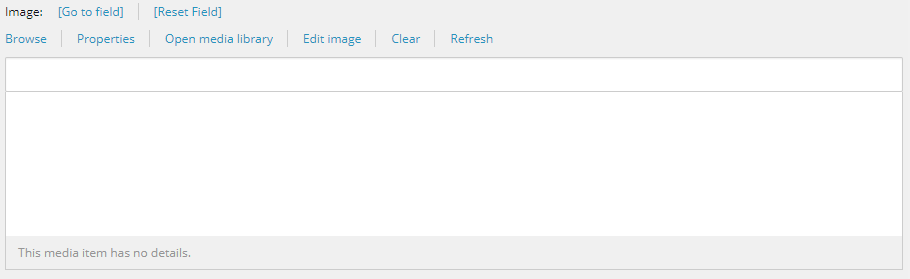 Image: [Go to field] [Reset Field]
Browse Properties Open media library Edit image Clear Refresh
This media item has no details.